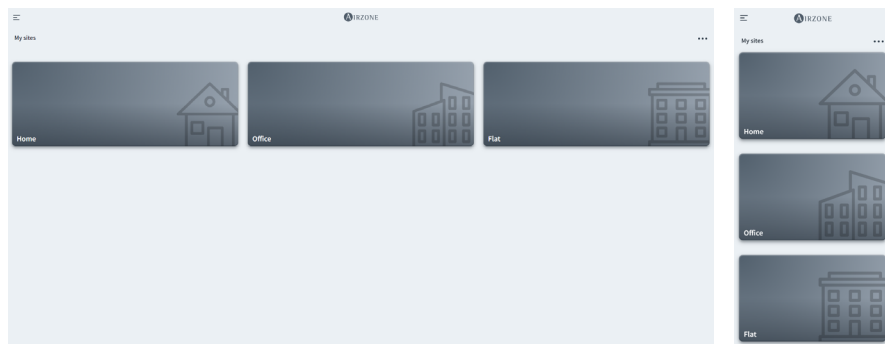 AIRZONE
My sites
Home
Office
Flat
AIRZONE
My sites
Home
Office
Flat